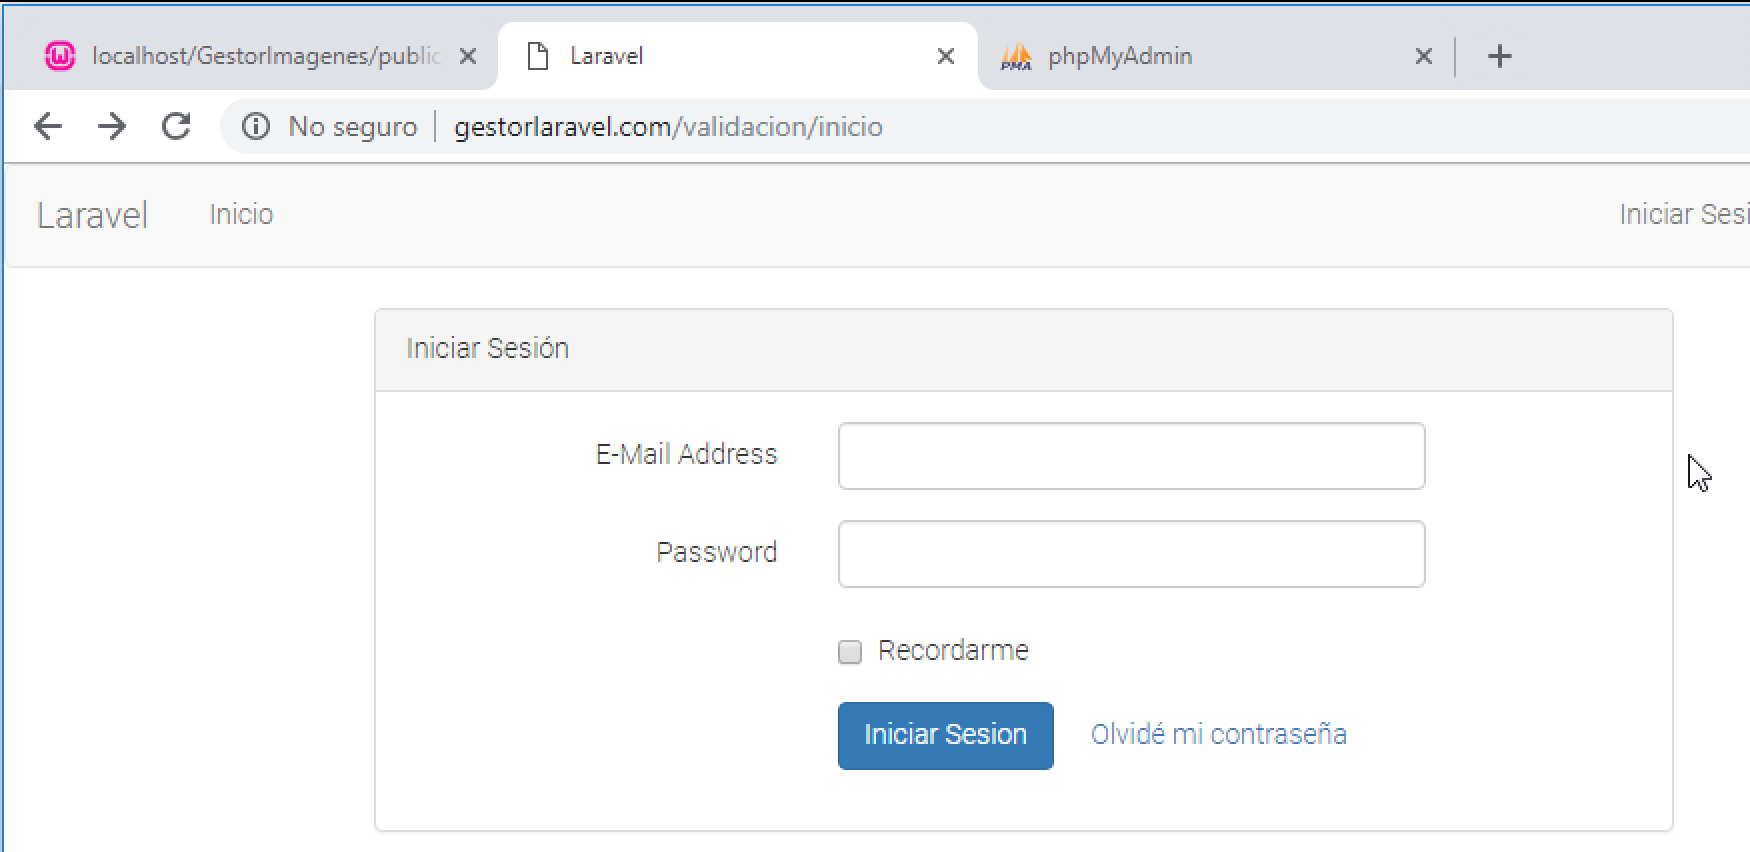 localhost/GestorImagenes/public
Laravel
phpMyAdmin
No seguro
gestorlaravel.com/validacion/inicio
Laravel
Inicio
Iniciar Sesi
Iniciar Sesión
E-Mail Address
Password
Recordarme
Iniciar Sesion
Olvidé mi contraseña